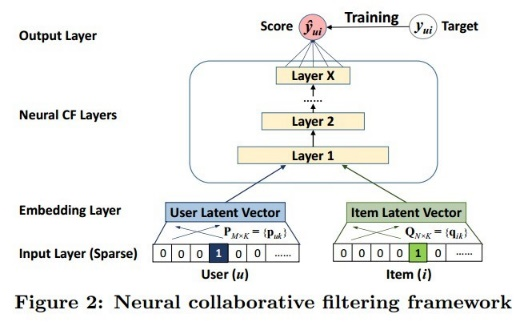 Output Layer
Score ŷui Training yui Target
Layer X
......
Neural CF Layers
Layer 2
Layer 1
Embedding Layer
User Latent Vector
Item Latent Vector
PM×K = {puk}
QN×K = {qik}
Input Layer (Sparse)
0 0 0 1 0 0 ......
0 0 0 0 1 0 ......
User (u)
Item (i)
Figure 2: Neural collaborative filtering framework